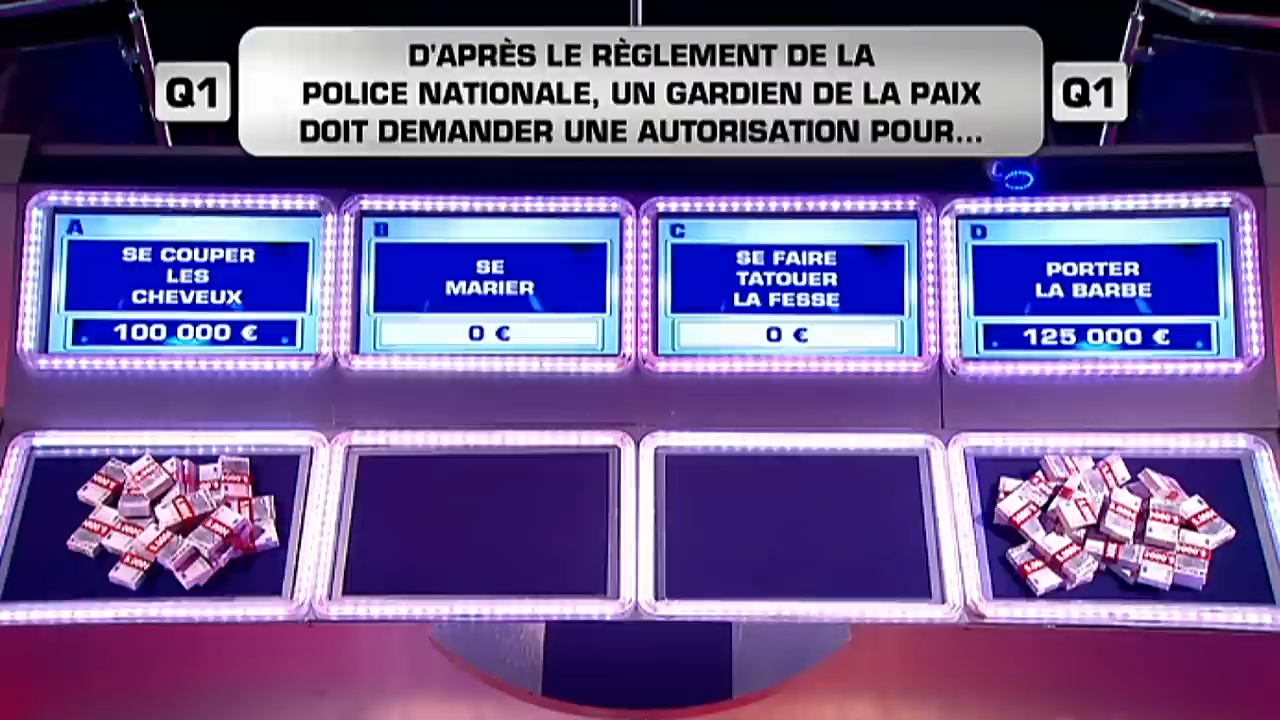 D'APRÈS LE RÈGLEMENT DE LA
Q1
POLICE NATIONALE, UN GARDIEN DE LA PAIX
Q1
DOIT DEMANDER UNE AUTORISATION POUR...
A
SE COUPER
LES
CHEVEUX
100 000 €
B
SE
MARIER
0 €
C
SE FAIRE
TATOUER
LA FESSE
0 €
D
PORTER
LA BARBE
125 000 €